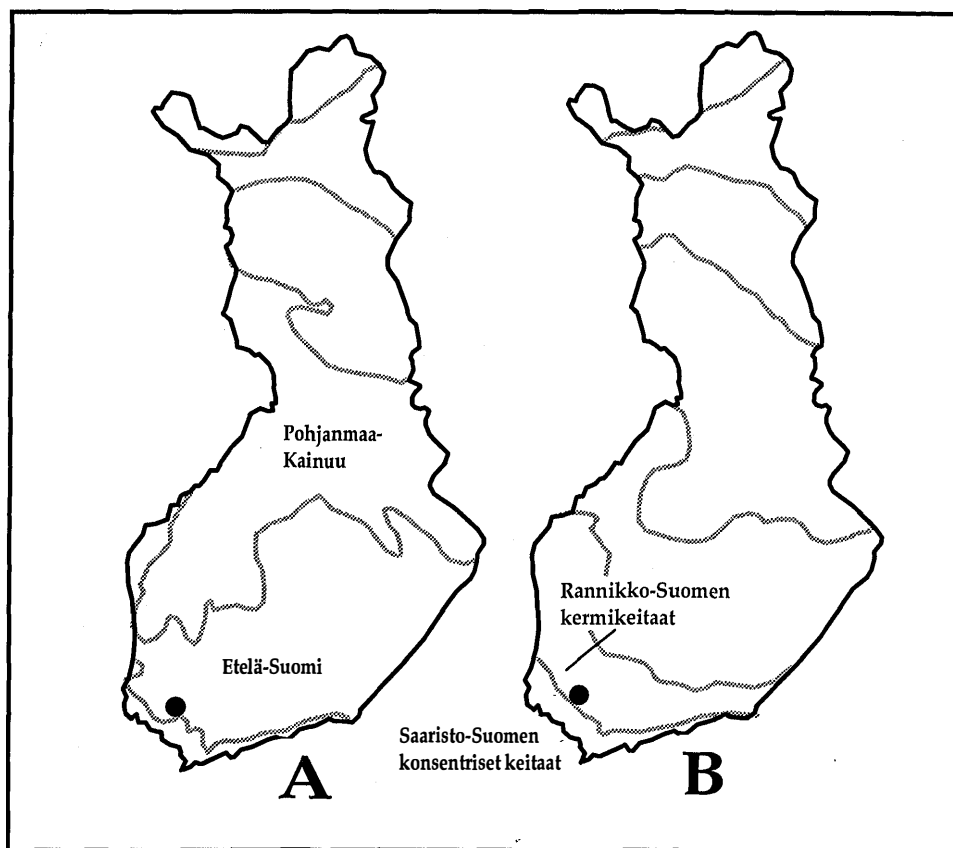 Pohjanmaa-
Kainuu
Etelä-Suomi
A
Rannikko-Suomen
kermikeitaat
Saaristo-Suomen
konsentriset keitaat
B